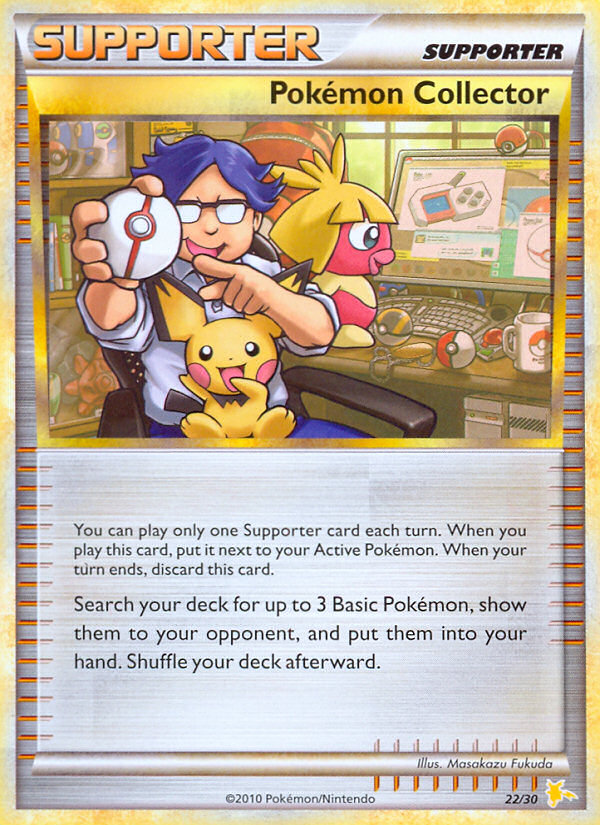 SUPPORTER
SUPPORTER
Pokémon Collector
You can play only one Supporter card each turn. When you
play this card, put it next to your Active Pokémon. When your
turn ends, discard this card.
Search your deck for up to 3 Basic Pokémon, show
them to your opponent, and put them into your
hand. Shuffle your deck afterward.
Illus. Masakazu Fukuda
©2010 Pokémon/Nintendo
22/30